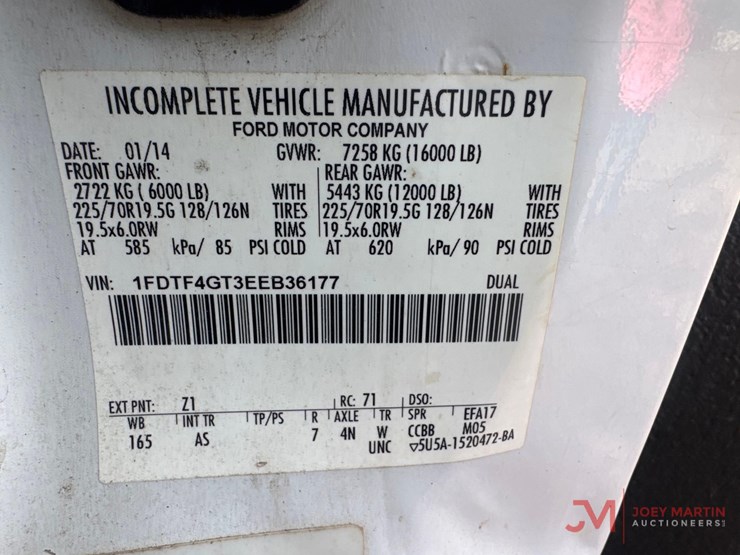 INCOMPLETE VEHICLE MANUFACTURED BY
FORD MOTOR COMPANY
DATE: 01/14 GVWR: 7258 KG (16000 LB)
FRONT GAWR: REAR GAWR:
2722 KG ( 6000 LB) WITH 5443 KG (12000 LB) WITH
225/70R19.5G 128/126N TIRES 225/70R19.5G 128/126N TIRES
19.5x6.0RW RIMS 19.5x6.0RW RIMS
AT 585 kPa/ 85 PSI COLD AT 620 kPa/ 90 PSI COLD
VIN: 1FDTF4GT3EEB36177 DUAL
EXT PNT: Z1 RC: 71 DSO:
WB INT TR TP/PS R AXLE TR SPR EFA17
165 AS 7 4N W CCBB M05
UNC ▽5U5A-1520472-BA
JM JOEY MARTIN
AUCTIONEERS LLC